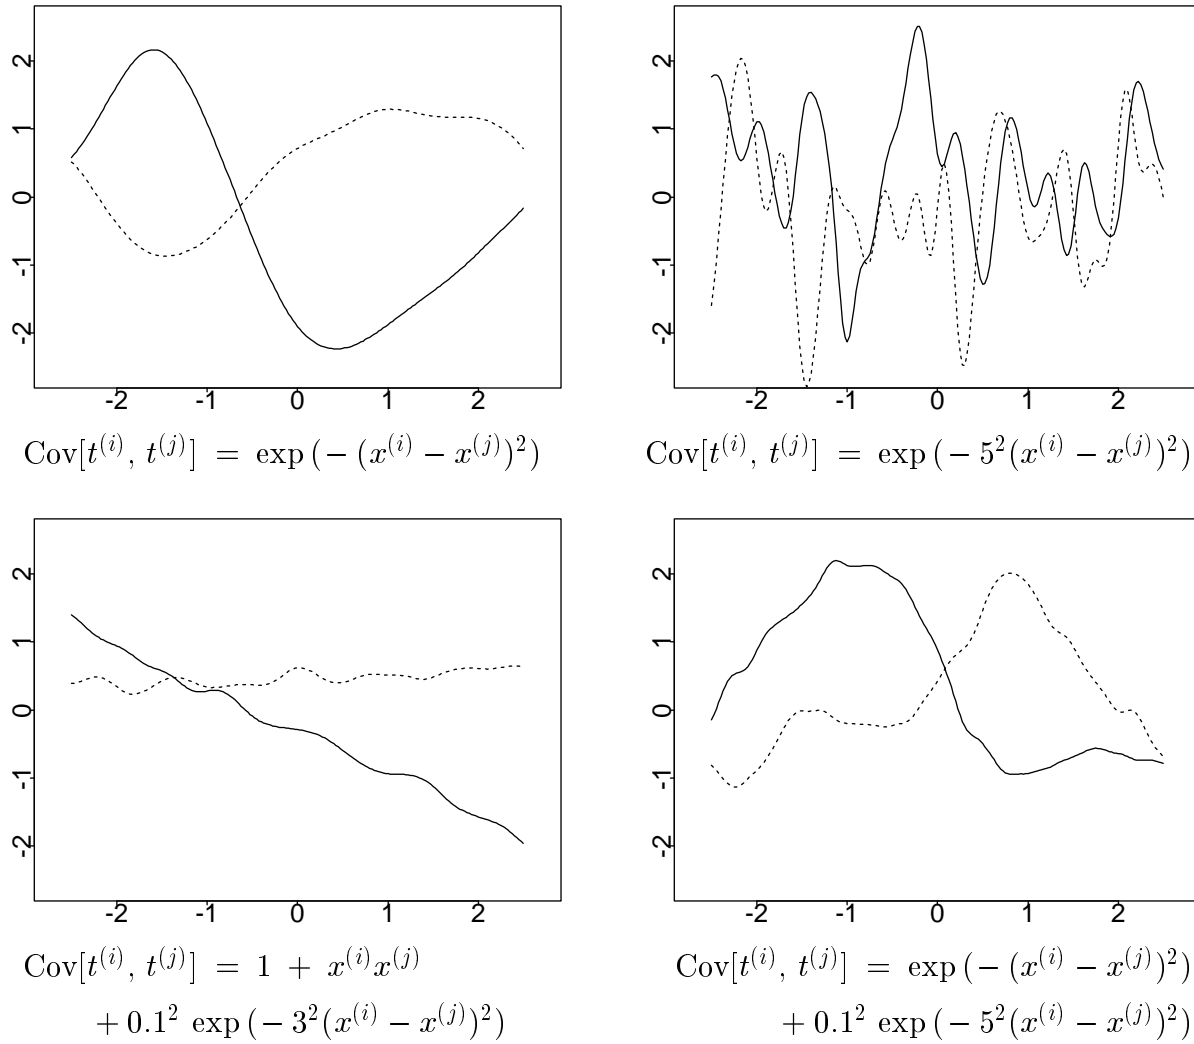 2
1
0
-1
-2
-2 -1 0 1 2
Cov[t^(i), t^(j)] = exp(−(x^(i) − x^(j))^2)
2
1
0
-1
-2
-2 -1 0 1 2
Cov[t^(i), t^(j)] = exp(−5^2(x^(i) − x^(j))^2)
2
1
0
-1
-2
-2 -1 0 1 2
Cov[t^(i), t^(j)] = 1 + x^(i)x^(j)
+ 0.1^2 exp(−3^2(x^(i) − x^(j))^2)
2
1
0
-1
-2
-2 -1 0 1 2
Cov[t^(i), t^(j)] = exp(−(x^(i) − x^(j))^2)
+ 0.1^2 exp(−5^2(x^(i) − x^(j))^2)